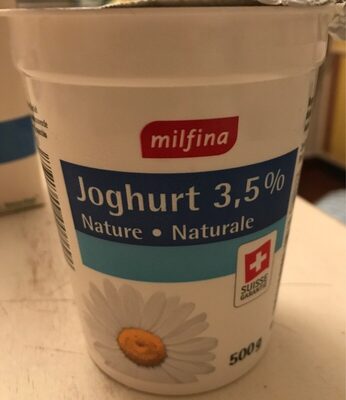 milfina
Joghurt 3,5%
Nature • Naturale
SUISSE
GARANTIE
500g